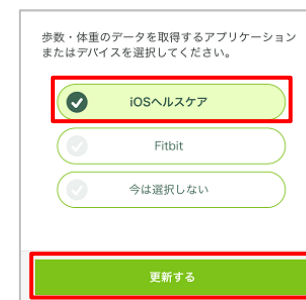 歩数・体重のデータを取得するアプリケーション
またはデバイスを選択してください。
iOSヘルスケア
Fitbit
今は選択しない
更新する